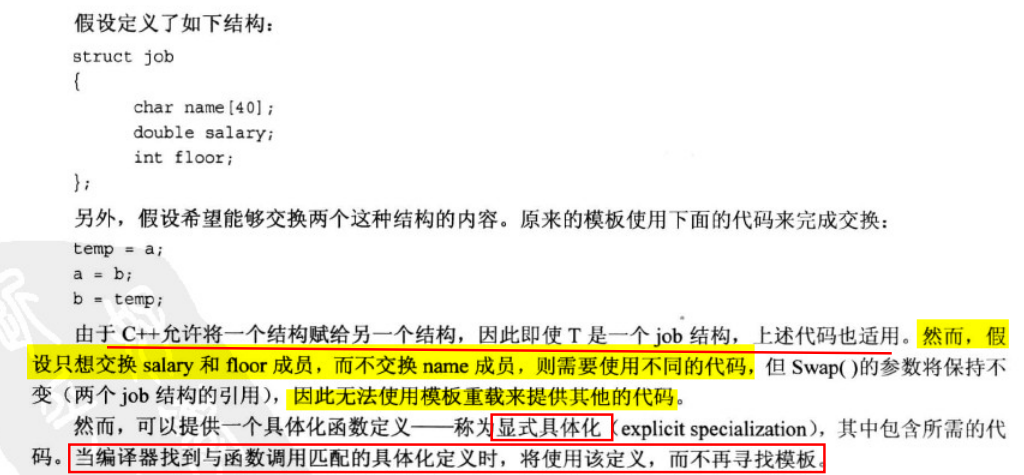 假设定义了如下结构：
struct job
{
char name[40];
double salary;
int floor;
};
另外，假设希望能够交换两个这种结构的内容。原来的模板使用下面的代码来完成交换：
temp = a;
a = b;
b = temp;
由于 C++允许将一个结构赋给另一个结构，因此即使 T 是一个 job 结构，上述代码也适用。然而，假
设只想交换 salary 和 floor 成员，而不交换 name 成员，则需要使用不同的代码，但 Swap( )的参数将保持不
变（两个 job 结构的引用），因此无法使用模板重载来提供其他的代码。
然而，可以提供一个具体化函数定义——称为显式具体化（explicit specialization），其中包含所需的代
码。当编译器找到与函数调用匹配的具体化定义时，将使用该定义，而不再寻找模板。